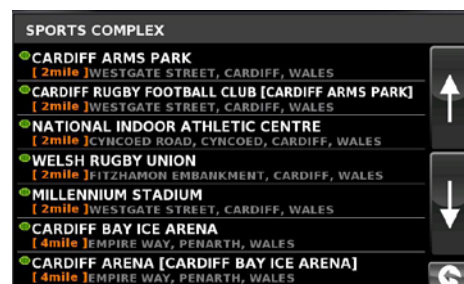 SPORTS COMPLEX
CARDIFF ARMS PARK
[ 2mile ]WESTGATE STREET, CARDIFF, WALES
CARDIFF RUGBY FOOTBALL CLUB [CARDIFF ARMS PARK]
[ 2mile ]WESTGATE STREET, CARDIFF, WALES
NATIONAL INDOOR ATHLETIC CENTRE
[ 2mile ]CYNCOED ROAD, CYNCOED, CARDIFF, WALES
WELSH RUGBY UNION
[ 2mile ]FITZHAMON EMBANKMENT, CARDIFF, WALES
MILLENNIUM STADIUM
[ 2mile ]WESTGATE STREET, CARDIFF, WALES
CARDIFF BAY ICE ARENA
[ 4mile ]EMPIRE WAY, PENARTH, WALES
CARDIFF ARENA [CARDIFF BAY ICE ARENA]
[ 4mile ]EMPIRE WAY, PENARTH, WALES